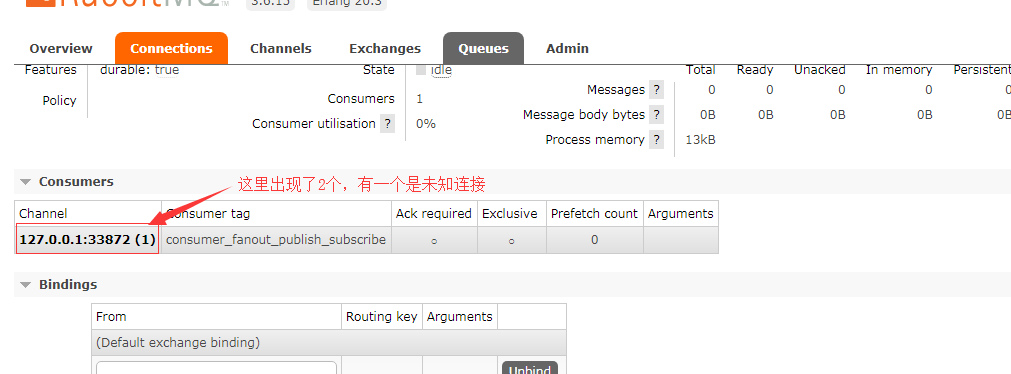 RabbitMQ™ 3.6.15 Erlang 20.3
Overview Connections Channels Exchanges Queues Admin
Features durable: true State idle Total Ready Unacked In memory Persistent
Policy Consumers 1 Messages ? 0 0 0 0 0
Consumer utilisation ? 0% Message body bytes ? 0B 0B 0B 0B 0B
Process memory ? 13kB
Consumers 这里出现了2个，有一个是未知连接
Channel Consumer tag Ack required Exclusive Prefetch count Arguments
127.0.0.1:33872 (1) consumer_fanout_publish_subscribe ○ ○ 0
Bindings
From Routing key Arguments
(Default exchange binding)
Unbind